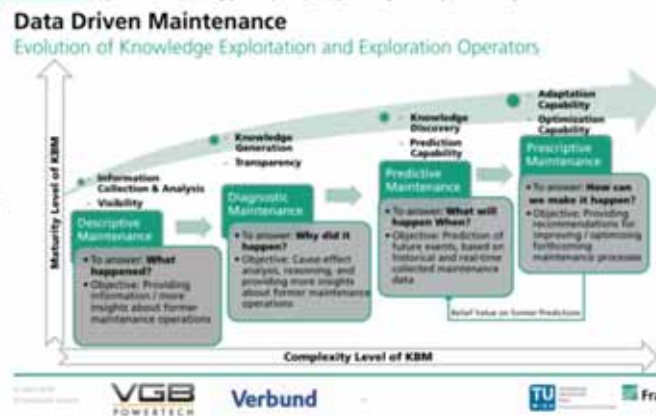 Data Driven Maintenance
Evolution of Knowledge Exploitation and Exploration Operators
Maturity Level of KBM
- Information
Collection & Analysis
- Visibility
Descriptive
Maintenance
• To answer: What
happened?
• Objective: Providing
information / more
insights about former
maintenance operations
- Knowledge
Generation
- Transparency
Diagnostic
Maintenance
• To answer: Why did it
happen?
• Objective: Cause-effect
analysis, reasoning, and
providing more insights
about former maintenance
operations
- Knowledge
Discovery
- Prediction
Capability
Predictive
Maintenance
• To answer: What will
happen When?
• Objective: Prediction of
future events, based on
historical and real-time
collected maintenance
data
- Adaptation
Capability
- Optimization
Capability
Prescriptive
Maintenance
• To answer: How can
we make it happen?
• Objective: Providing
recommendations for
improving / optimizing
forthcoming
maintenance processes
Belief Value on former Predictions
Complexity Level of KBM
VGB
POWERTECH
Verbund
TU
WIEN
Fra